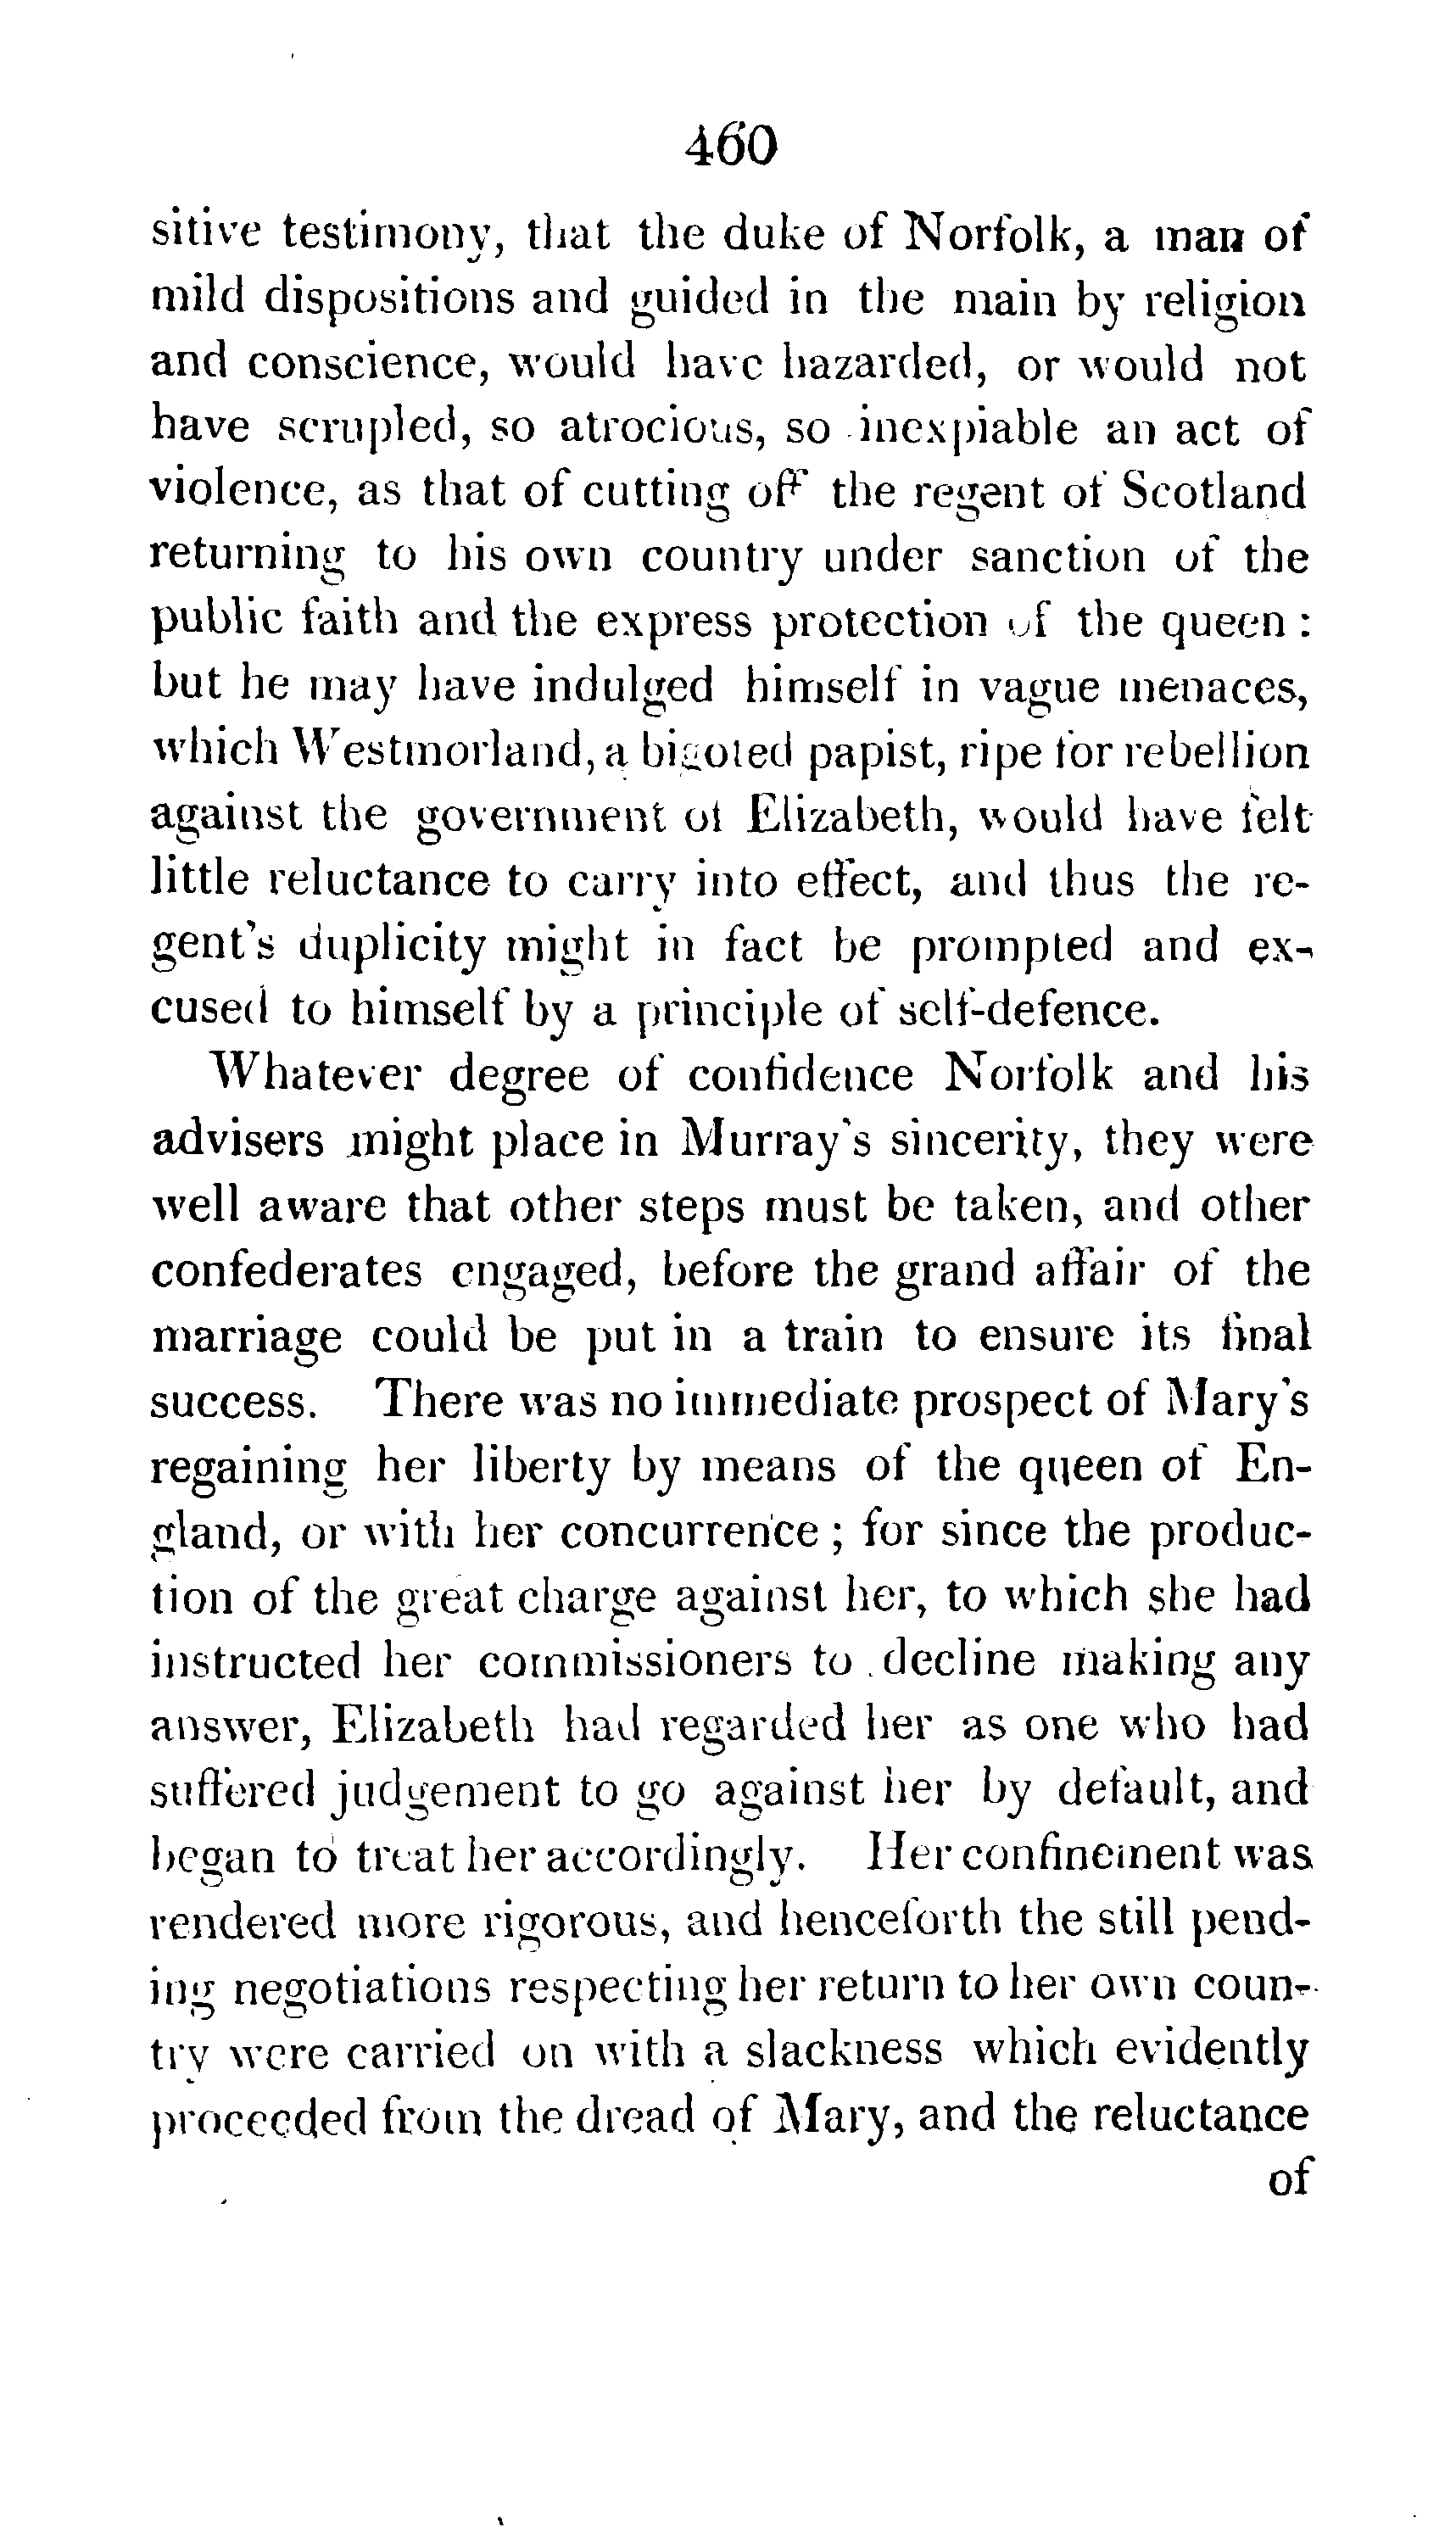 460
sitive testimony, that the duke of Norfolk, a man of
mild dispositions and guided in the main by religion
and conscience, would have hazarded, or would not
have scrupled, so atrocious, so inexpiable an act of
violence, as that of cutting off the regent of Scotland
returning to his own country under sanction of the
public faith and the express protection of the queen :
but he may have indulged himself in vague menaces,
which Westmorland, a bigoted papist, ripe for rebellion
against the government of Elizabeth, would have felt
little reluctance to carry into effect, and thus the re-
gent's duplicity might in fact be prompted and ex-
cused to himself by a principle of self-defence.
Whatever degree of confidence Norfolk and his
advisers might place in Murray's sincerity, they were
well aware that other steps must be taken, and other
confederates engaged, before the grand affair of the
marriage could be put in a train to ensure its final
success. There was no immediate prospect of Mary's
regaining her liberty by means of the queen of En-
gland, or with her concurrence ; for since the produc-
tion of the great charge against her, to which she had
instructed her commissioners to decline making any
answer, Elizabeth had regarded her as one who had
suffered judgement to go against her by default, and
began to treat her accordingly. Her confinement was
rendered more rigorous, and henceforth the still pend-
ing negotiations respecting her return to her own coun-
try were carried on with a slackness which evidently
proceeded from the dread of Mary, and the reluctance
of